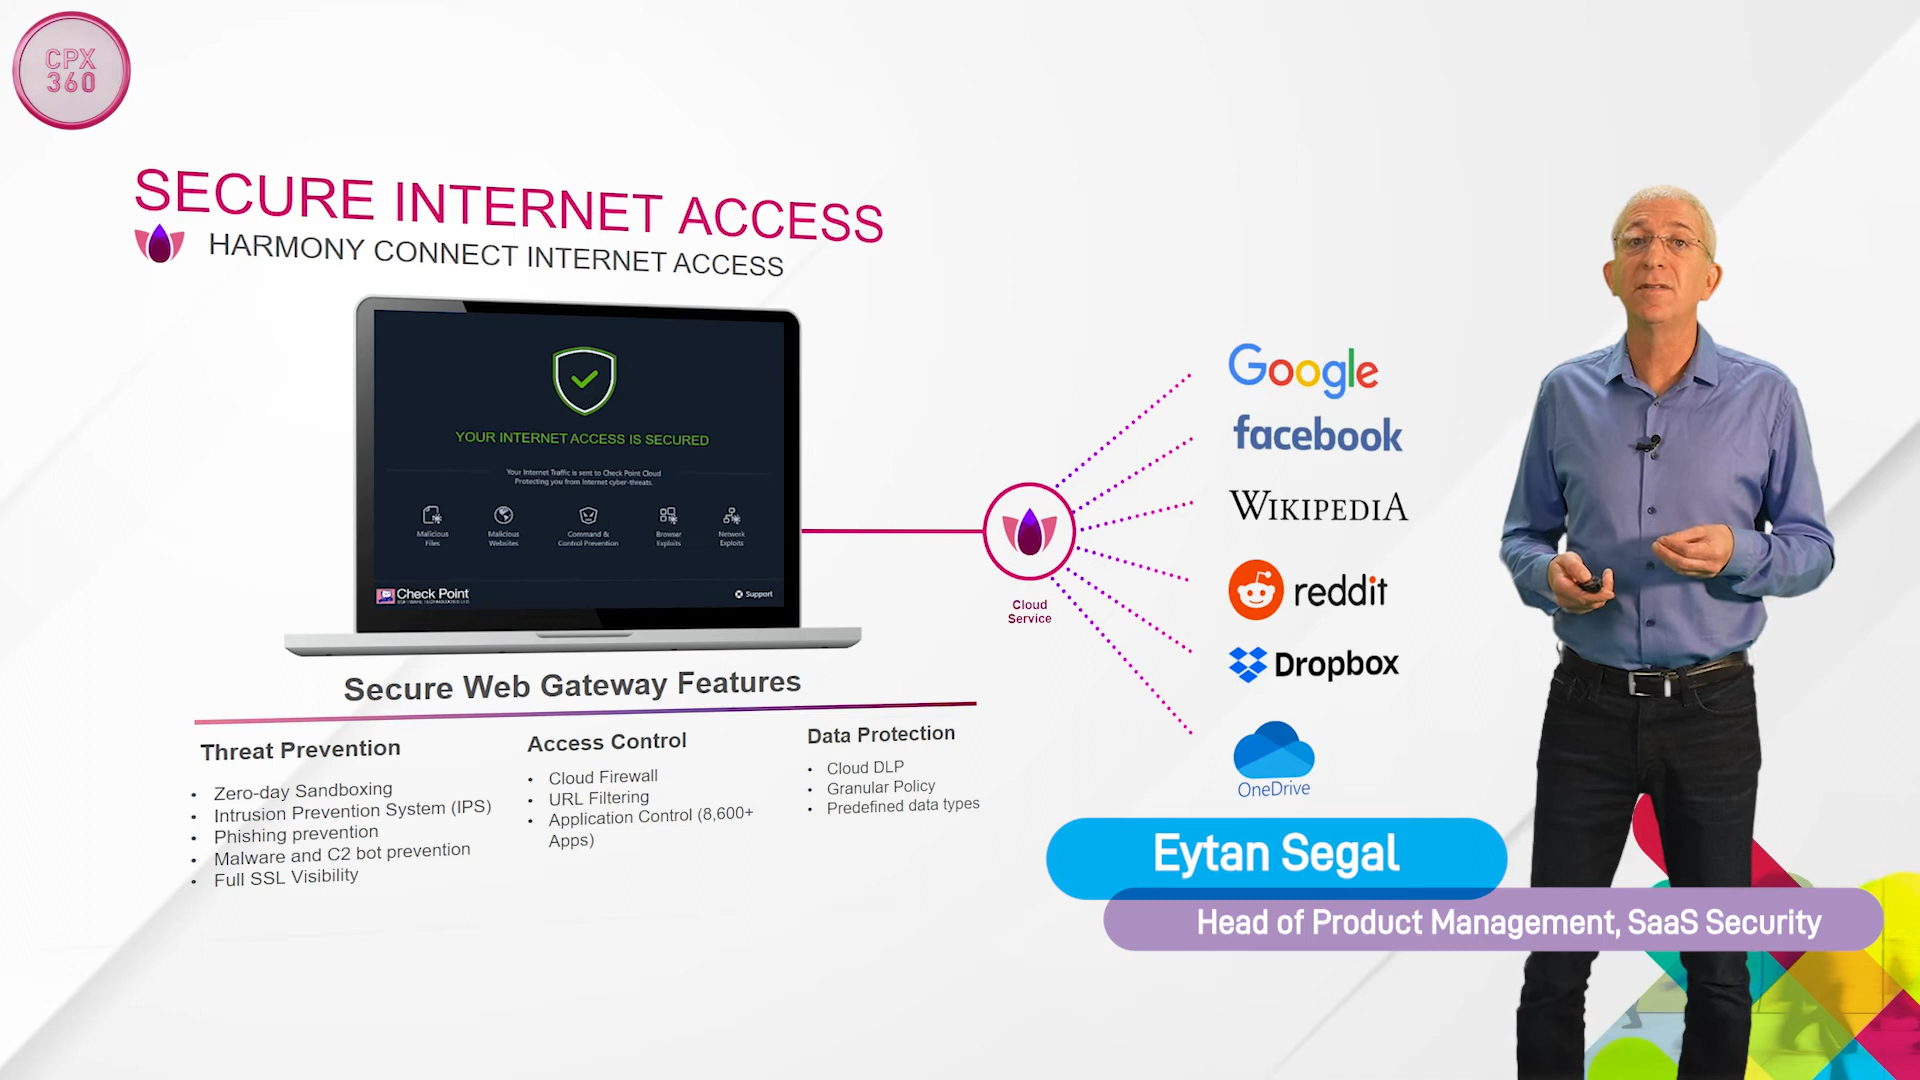 CPX
360
SECURE INTERNET ACCESS
HARMONY CONNECT INTERNET ACCESS
YOUR INTERNET ACCESS IS SECURED
Your Internet Traffic is sent to Check Point Cloud
Protecting you from Internet cyber-threats.
Malicious
Files
Malicious
Websites
Command &
Control Prevention
Browser
Exploits
Network
Exploits
Check Point
SOFTWARE TECHNOLOGIES LTD
Support
Cloud
Service
Google
facebook
WIKIPEDIA
reddit
Dropbox
OneDrive
Secure Web Gateway Features
Threat Prevention
• Zero-day Sandboxing
• Intrusion Prevention System (IPS)
• Phishing prevention
• Malware and C2 bot prevention
• Full SSL Visibility
Access Control
• Cloud Firewall
• URL Filtering
• Application Control (8,600+
Apps)
Data Protection
• Cloud DLP
• Granular Policy
• Predefined data types
Eytan Segal
Head of Product Management, SaaS Security